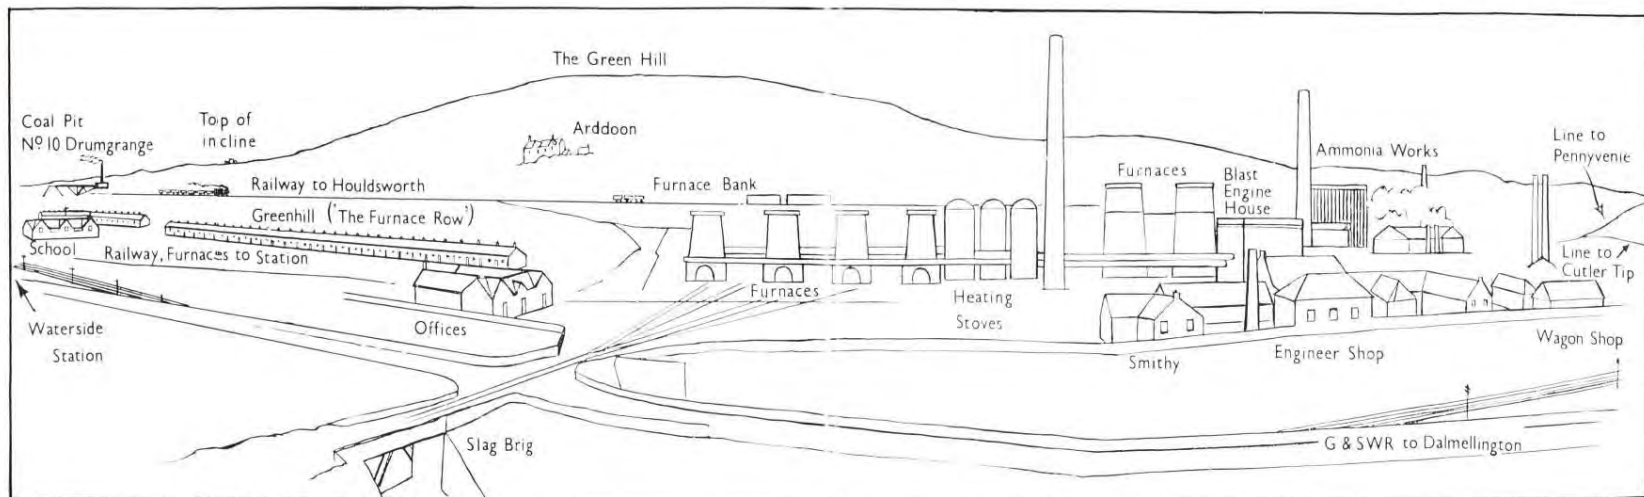 The Green Hill
Coal Pit
Nº 10 Drumgrange
Top of
incline
Arddoon
Line to
Pennyvenie
Ammonia Works
Railway to Houldsworth
Furnace Bank
Furnaces
Blast
Engine
House
Greenhill ('The Furnace Row')
School
Railway, Furnaces to Station
Line to
Cutler Tip
Furnaces
Heating
Stoves
Waterside
Station
Offices
Smithy
Engineer Shop
Wagon Shop
Slag Brig
G & SWR to Dalmellington